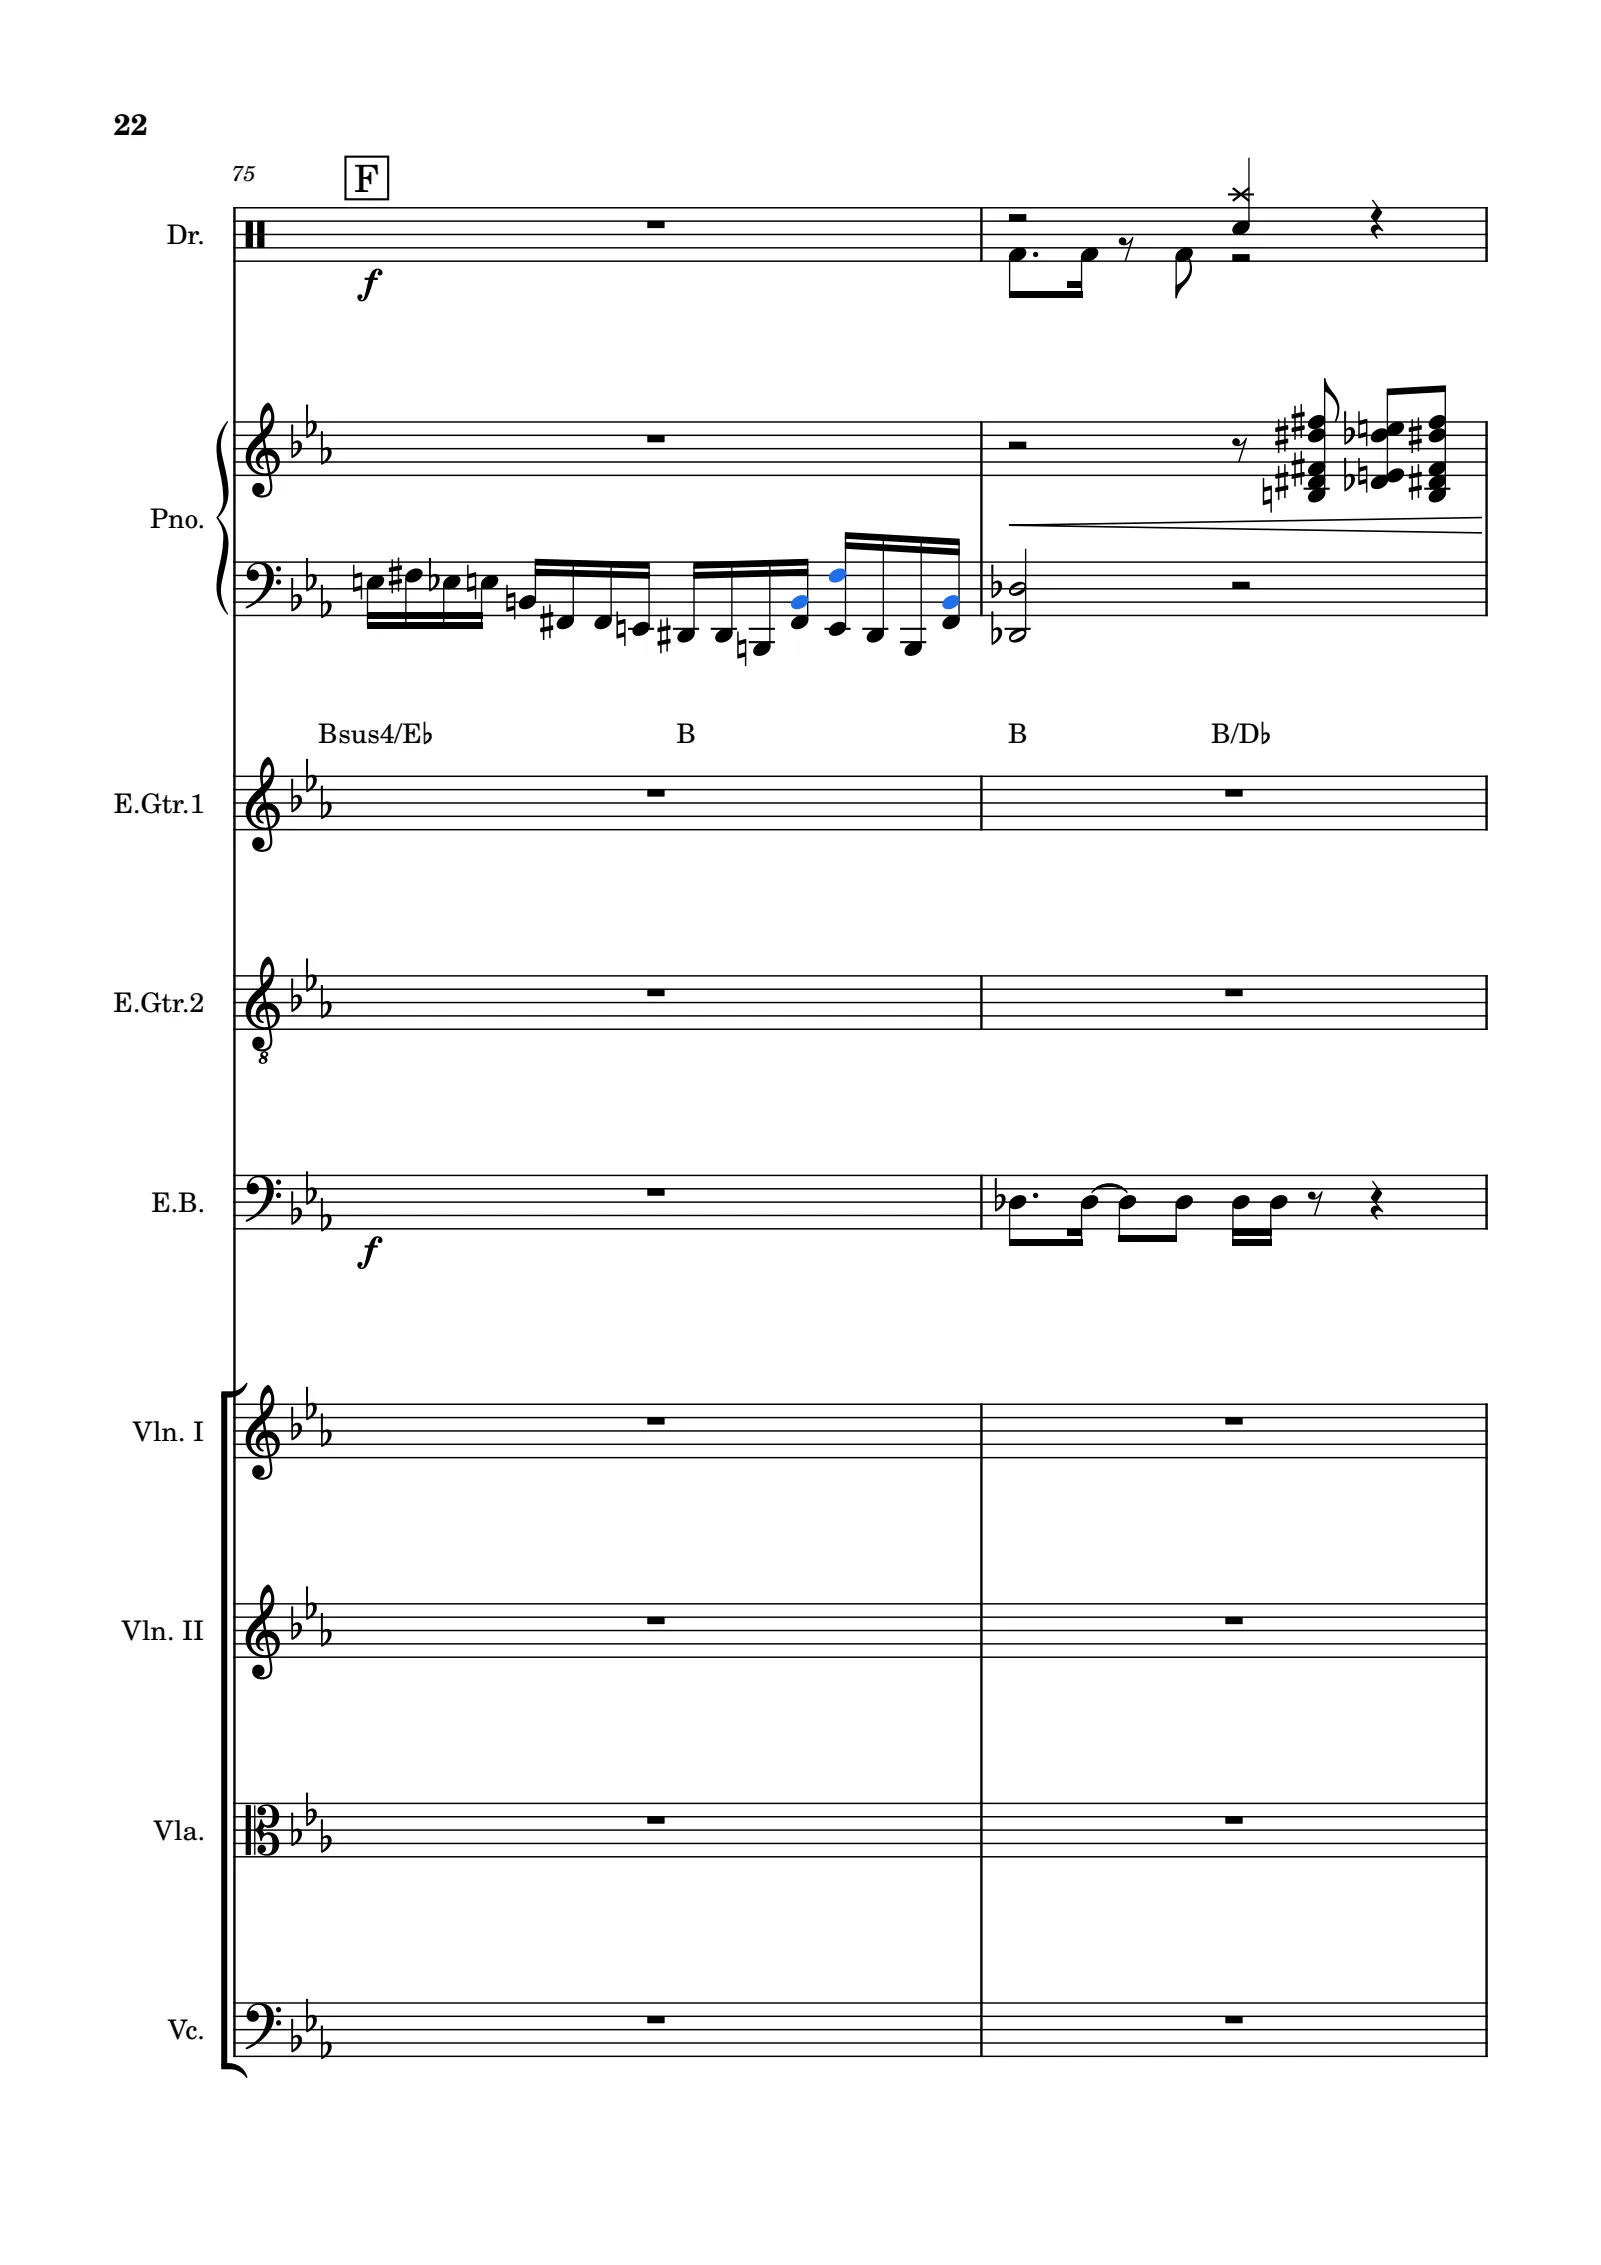 22
75
F
Dr.
f
Pno.
Bsus4/E♭ B B B/D♭
E.Gtr.1
E.Gtr.2
8
E.B.
f
Vln. I
Vln. II
Vla.
Vc.